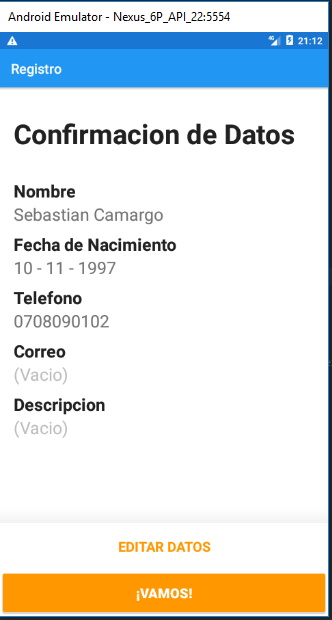 Android Emulator - Nexus_6P_API_22:5554
4G 21:12
Registro
Confirmacion de Datos
Nombre
Sebastian Camargo
Fecha de Nacimiento
10 - 11 - 1997
Telefono
0708090102
Correo
(Vacio)
Descripcion
(Vacio)
EDITAR DATOS
¡VAMOS!